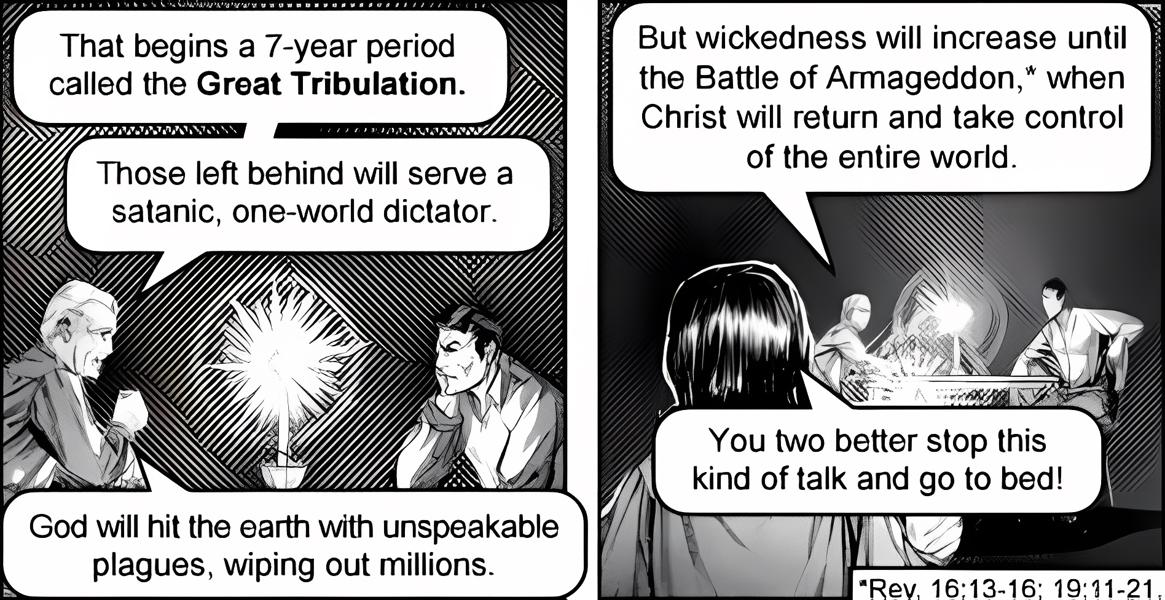 That begins a 7-year period
called the Great Tribulation.
Those left behind will serve a
satanic, one-world dictator.
God will hit the earth with unspeakable
plagues, wiping out millions.
But wickedness will increase until
the Battle of Armageddon,* when
Christ will return and take control
of the entire world.
You two better stop this
kind of talk and go to bed!
*Rev. 16:13-16; 19:11-21.